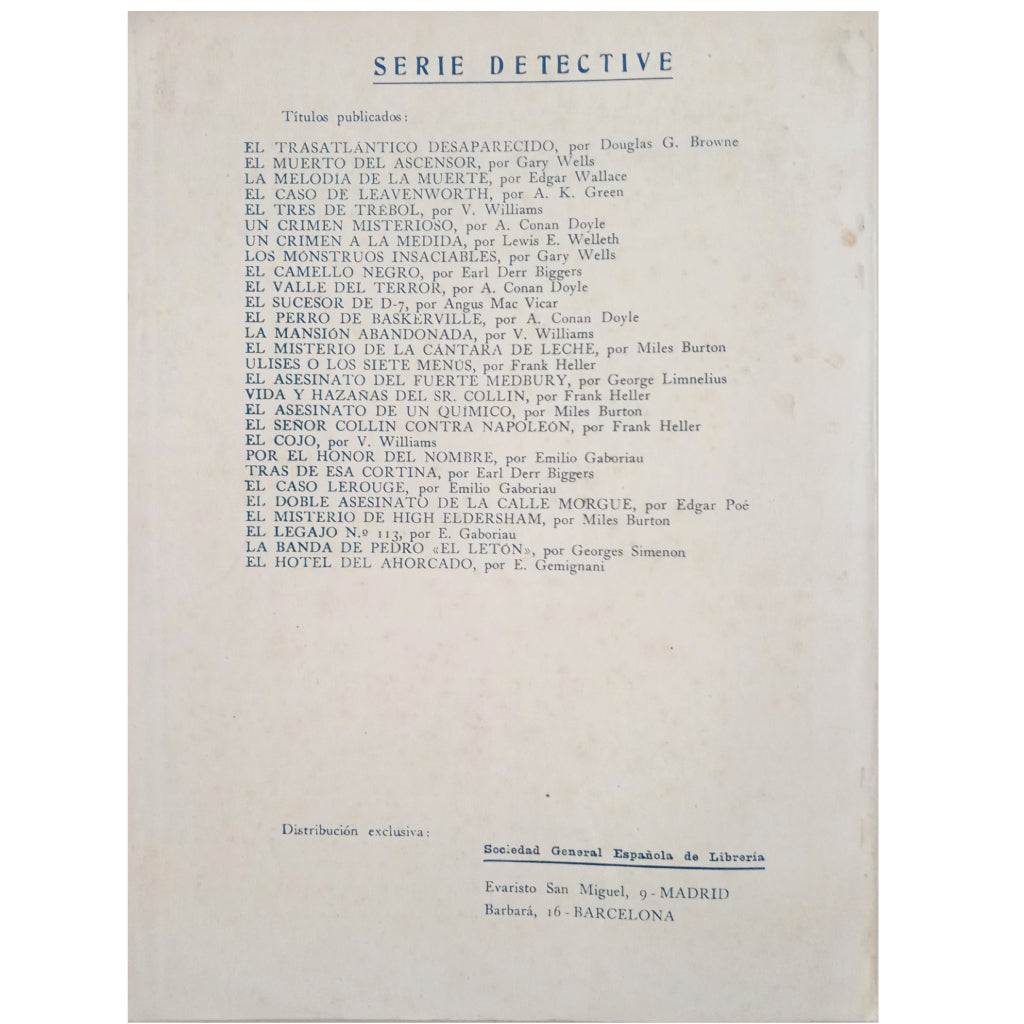 SERIE DETECTIVE
Títulos publicados:
EL TRASATLÁNTICO DESAPARECIDO, por Douglas G. Browne
EL MUERTO DEL ASCENSOR, por Gary Wells
LA MELODÍA DE LA MUERTE, por Edgar Wallace
EL CASO DE LEAVENWORTH, por A. K. Green
EL TRES DE TRÉBOL, por V. Williams
UN CRIMEN MISTERIOSO, por A. Conan Doyle
UN CRIMEN A LA MEDIDA, por Lewis E. Welleth
LOS MÓNSTRUOS INSACIABLES, por Gary Wells
EL CAMELLO NEGRO, por Earl Derr Biggers
EL VALLE DEL TERROR, por A. Conan Doyle
EL SUCESOR DE D-7, por Angus Mac Vicar
EL PERRO DE BASKERVILLE, por A. Conan Doyle
LA MANSIÓN ABANDONADA, por V. Williams
EL MISTERIO DE LA CANTARA DE LECHE, por Miles Burton
ULISES O LOS SIETE MENÚS, por Frank Heller
EL ASESINATO DEL FUERTE MEDBURY, por George Limnelius
VIDA Y HAZAÑAS DEL SR. COLLIN, por Frank Heller
EL ASESINATO DE UN QUÍMICO, por Miles Burton
EL SEÑOR COLLIN CONTRA NAPOLEÓN, por Frank Heller
EL COJO, por V. Williams
POR EL HONOR DEL NOMBRE, por Emilio Gaboriau
TRAS DE ESA CORTINA, por Earl Derr Biggers
EL CASO LEROUGE, por Emilio Gaboriau
EL DOBLE ASESINATO DE LA CALLE MORGUE, por Edgar Poé
EL MISTERIO DE HIGH ELDERSHAM, por Miles Burton
EL LEGAJO N.º 113, por E. Gaboriau
LA BANDA DE PEDRO «EL LETÓN», por Georges Simenon
EL HOTEL DEL AHORCADO, por E. Gemignani
Distribución exclusiva:
Sociedad General Española de Librería
Evaristo San Miguel, 9 - MADRID
Barbará, 16 - BARCELONA